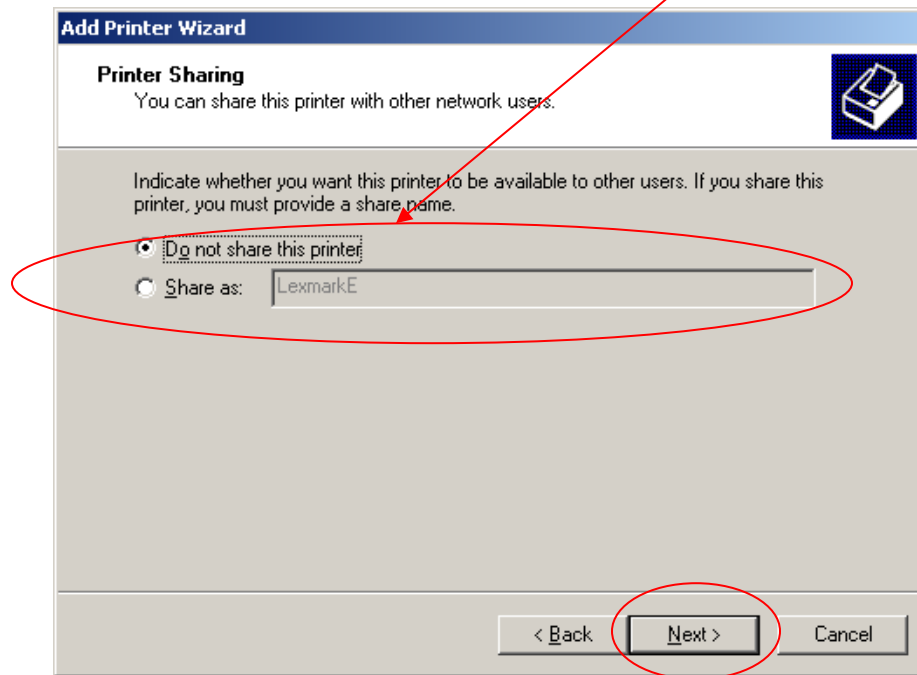 Add Printer Wizard
Printer Sharing
You can share this printer with other network users.
Indicate whether you want this printer to be available to other users. If you share this
printer, you must provide a share name.
Do not share this printer
Share as: LexmarkE
< Back Next > Cancel